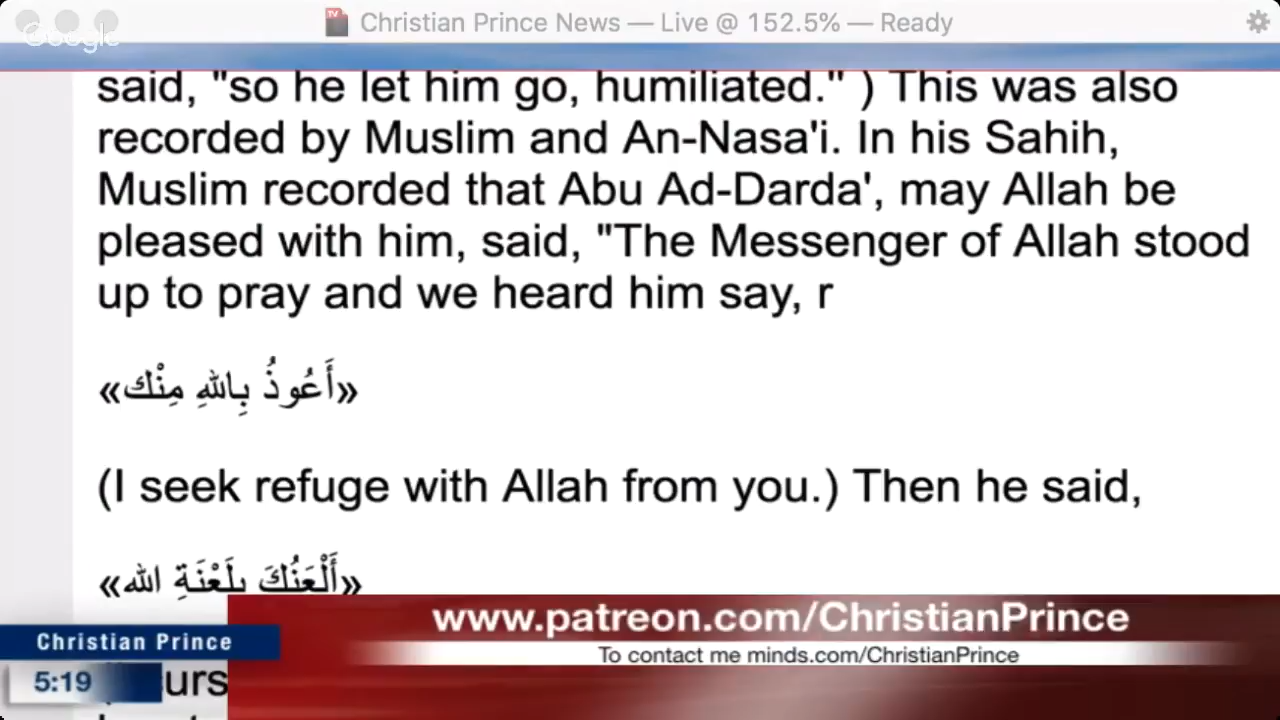 Christian Prince News — Live @ 152.5% — Ready
Google
said, "so he let him go, humiliated." ) This was also
recorded by Muslim and An-Nasa'i. In his Sahih,
Muslim recorded that Abu Ad-Darda', may Allah be
pleased with him, said, "The Messenger of Allah stood
up to pray and we heard him say, r
«أَعُوذُ بِاللهِ مِنْك»
(I seek refuge with Allah from you.) Then he said,
«أَلْعَنُكَ بِلَعْنَةِ الله»
www.patreon.com/ChristianPrince
Christian Prince
To contact me minds.com/ChristianPrince
5:19